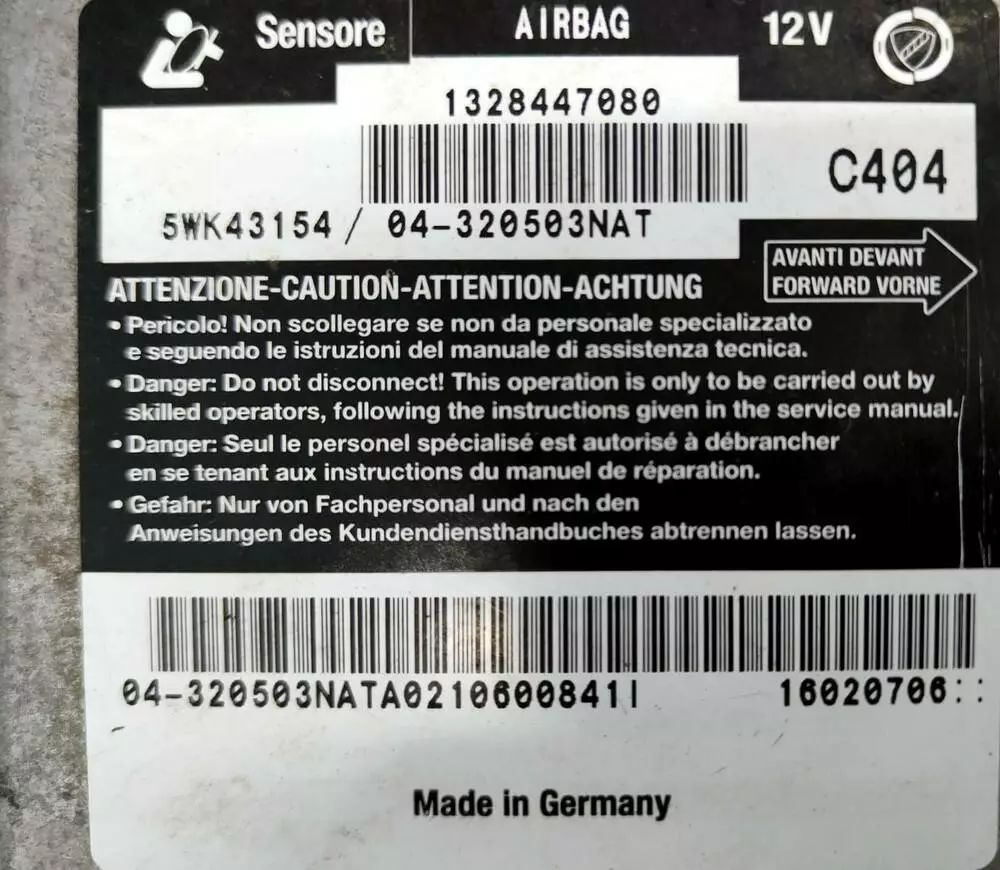 Sensore
AIRBAG
12V
1328447080
C404
5WK43154 / 04-320503NAT
AVANTI DEVANT
FORWARD VORNE
ATTENZIONE-CAUTION-ATTENTION-ACHTUNG
• Pericolo! Non scollegare se non da personale specializzato
e seguendo le istruzioni del manuale di assistenza tecnica.
• Danger: Do not disconnect! This operation is only to be carried out by
skilled operators, following the instructions given in the service manual.
• Danger: Seul le personel spécialisé est autorisé à débrancher
en se tenant aux instructions du manuel de réparation.
• Gefahr: Nur von Fachpersonal und nach den
Anweisungen des Kundendiensthandbuches abtrennen lassen.
04-320503NATA0210600841I
16020706::
Made in Germany